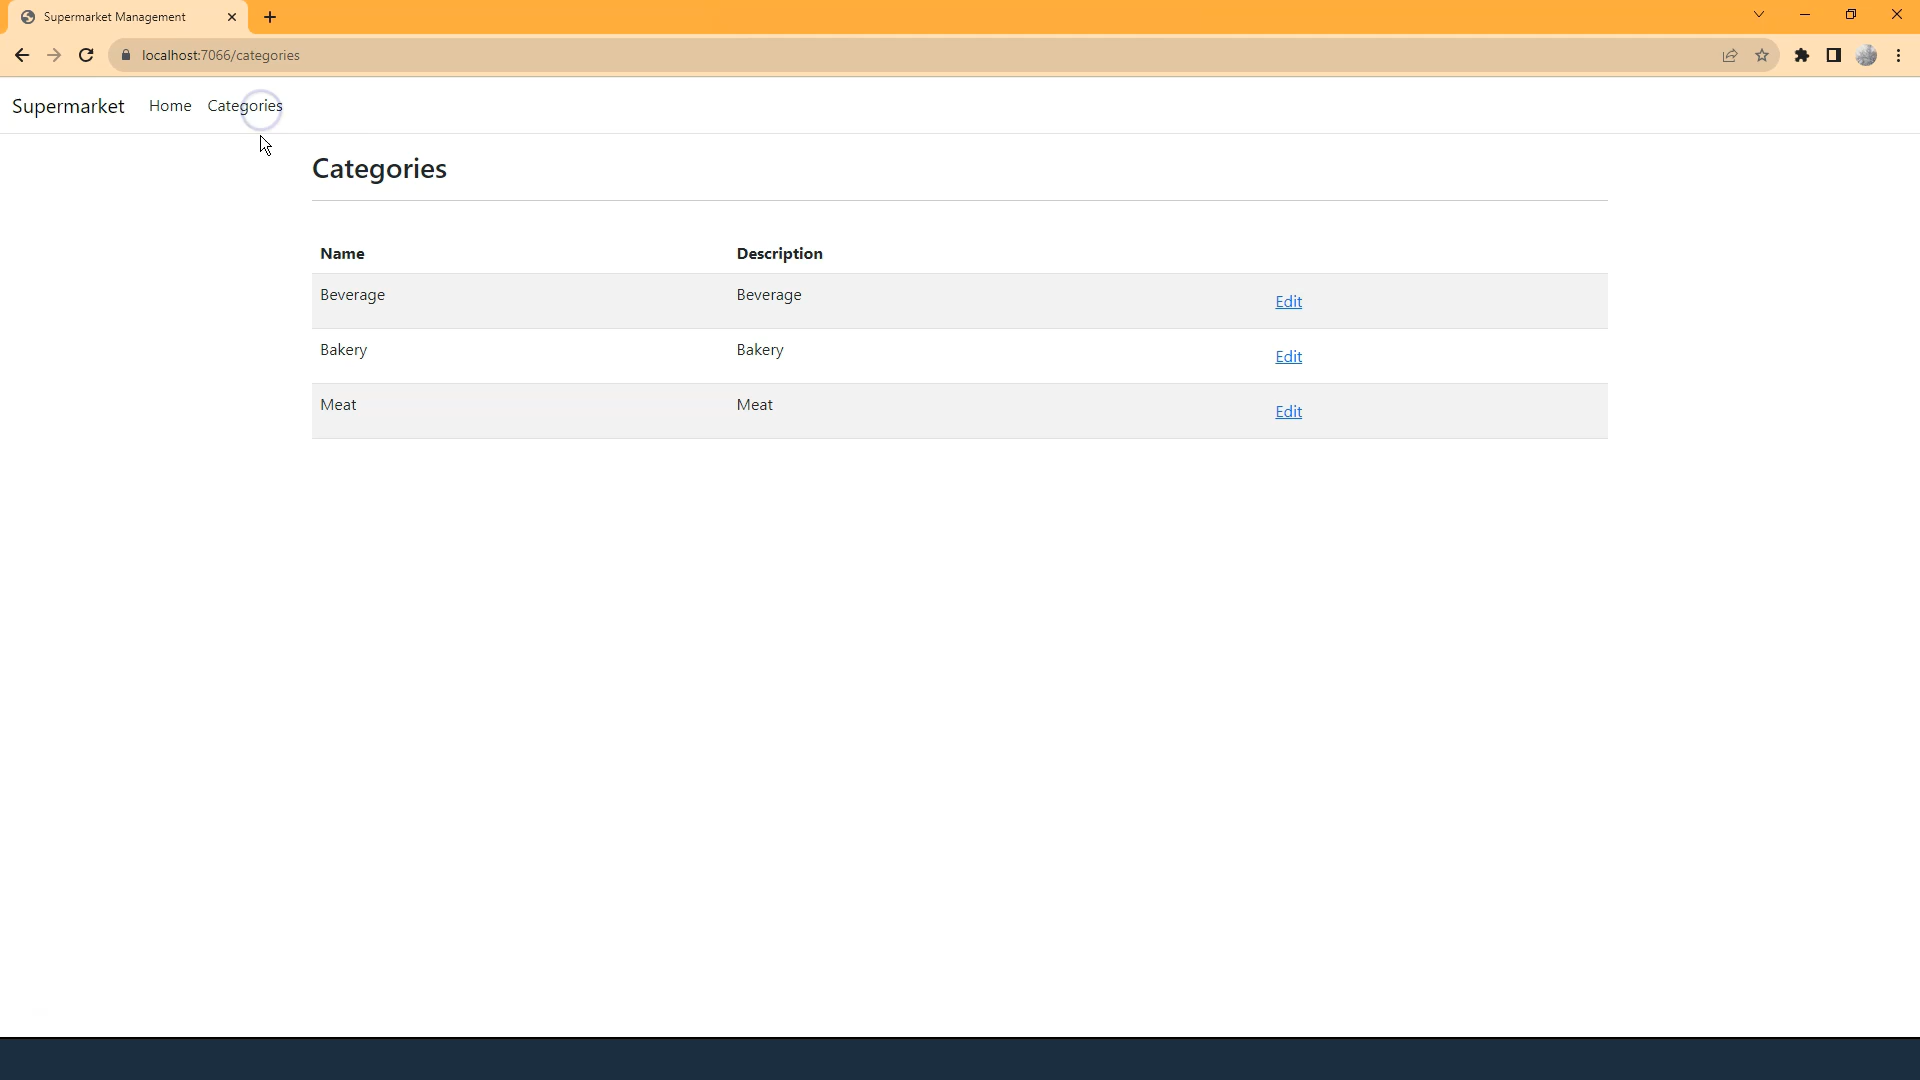 Supermarket Management
localhost:7066/categories
Supermarket Home Categories
Categories
Name Description
Beverage Beverage Edit
Bakery Bakery Edit
Meat Meat Edit